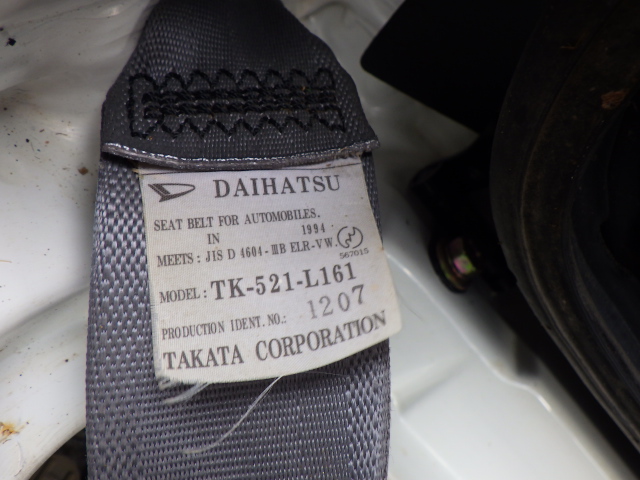 DAIHATSU
SEAT BELT FOR AUTOMOBILES.
IN 1994
MEETS: JIS D 4604-ⅢB ELR-VW.
567015
MODEL: TK-521-L161
PRODUCTION IDENT. NO.: 1207
TAKATA CORPORATION